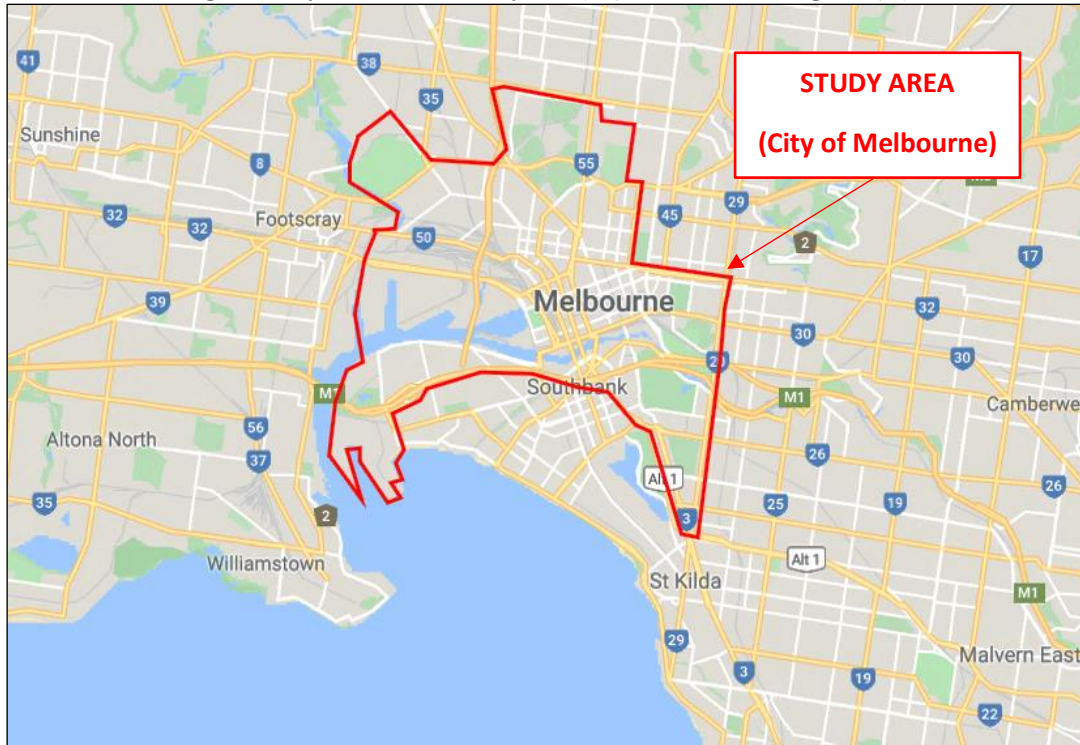 41
38
35
STUDY AREA
(City of Melbourne)
Sunshine
8
55
29
32
Footscray
45
32
50
2
17
39
Melbourne
32
30
30
M1
Southbank
M1
Camberwe
56
Altona North
37
26
Alt 1
26
35
2
3
25
19
Williamstown
Alt 1
St Kilda
M1
29
3
19
Malvern East
22